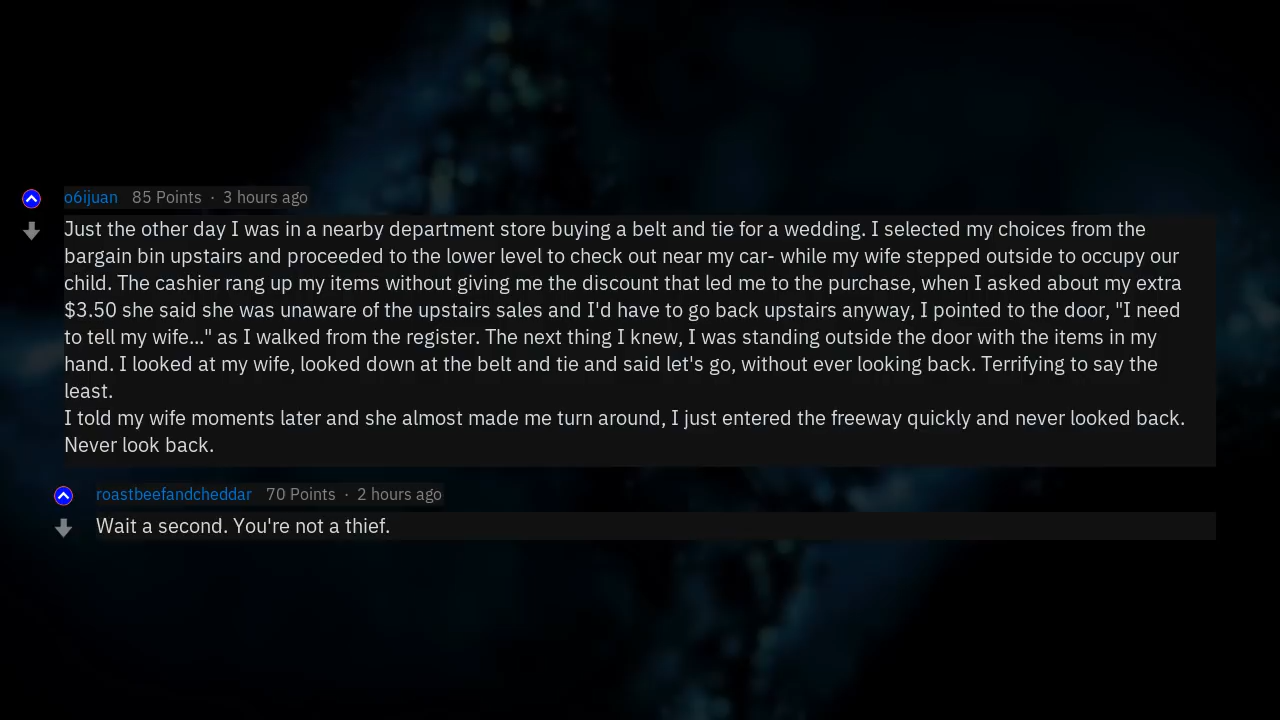 o6ijuan 85 Points · 3 hours ago
Just the other day I was in a nearby department store buying a belt and tie for a wedding. I selected my choices from the
bargain bin upstairs and proceeded to the lower level to check out near my car- while my wife stepped outside to occupy our
child. The cashier rang up my items without giving me the discount that led me to the purchase, when I asked about my extra
$3.50 she said she was unaware of the upstairs sales and I'd have to go back upstairs anyway, I pointed to the door, "I need
to tell my wife..." as I walked from the register. The next thing I knew, I was standing outside the door with the items in my
hand. I looked at my wife, looked down at the belt and tie and said let's go, without ever looking back. Terrifying to say the
least.
I told my wife moments later and she almost made me turn around, I just entered the freeway quickly and never looked back.
Never look back.
roastbeefandcheddar 70 Points · 2 hours ago
Wait a second. You're not a thief.